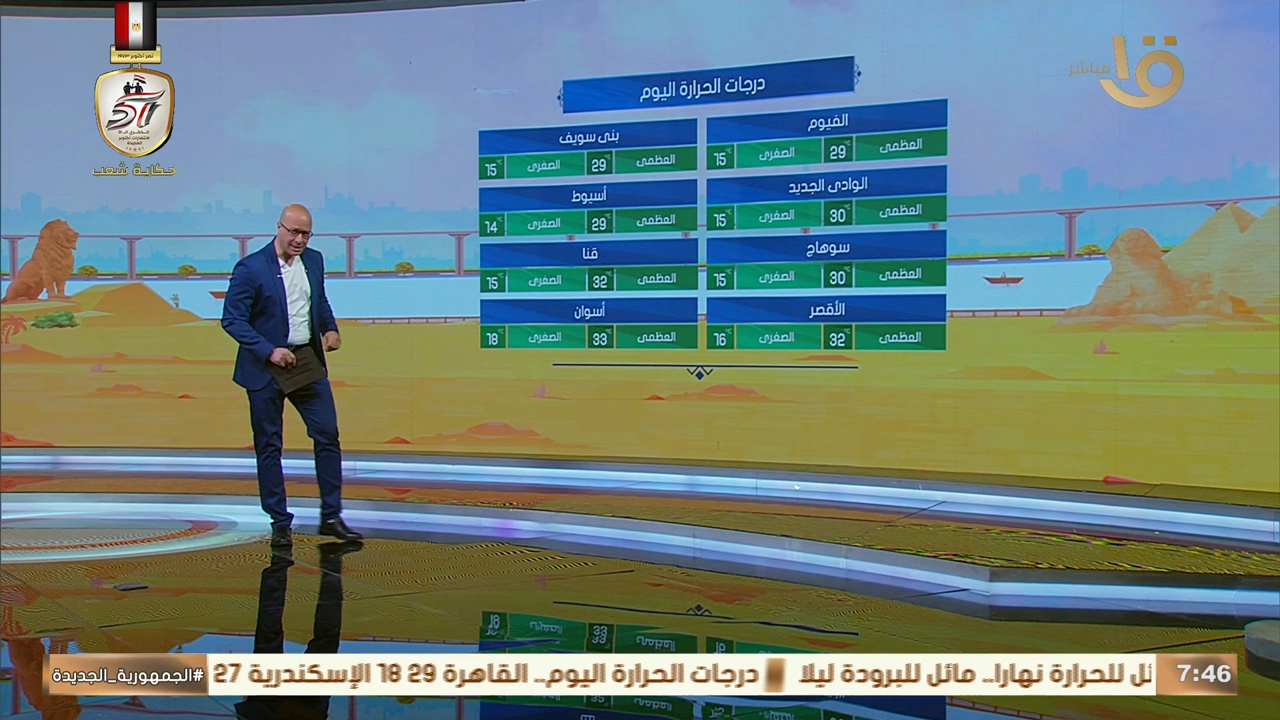 نصر أكتوبر ١٩٧٣
حكاية شعب
مباشر
درجات الحرارة اليوم
الفيوم
العظمى 29 الصغرى 15
بنى سويف
العظمى 29 الصغرى 15
الوادى الجديد
العظمى 30 الصغرى 15
أسيوط
العظمى 29 الصغرى 14
سوهاج
العظمى 30 الصغرى 15
قنا
العظمى 32 الصغرى 15
الأقصر
العظمى 32 الصغرى 16
أسوان
العظمى 33 الصغرى 18
7:46
ئل للحرارة نهارا.. مائل للبرودة ليلا درجات الحرارة اليوم.. القاهرة 29 18 الإسكندرية 27
#الجمهورية_الجديدة